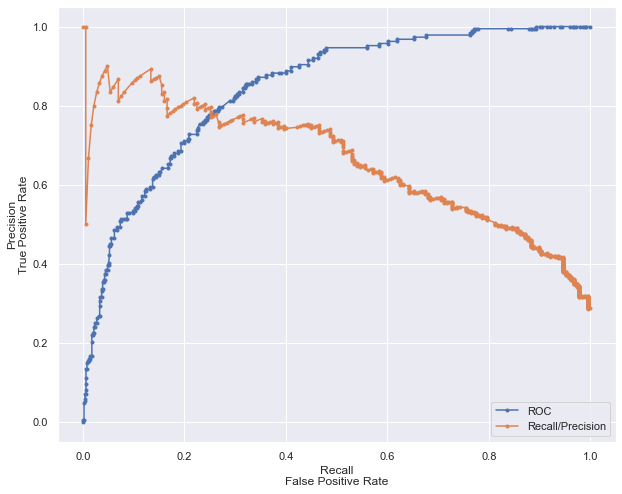 1.0
0.8
0.6
0.4
0.2
0.0
Precision
True Positive Rate
0.0 0.2 0.4 0.6 0.8 1.0
Recall
False Positive Rate
ROC
Recall/Precision